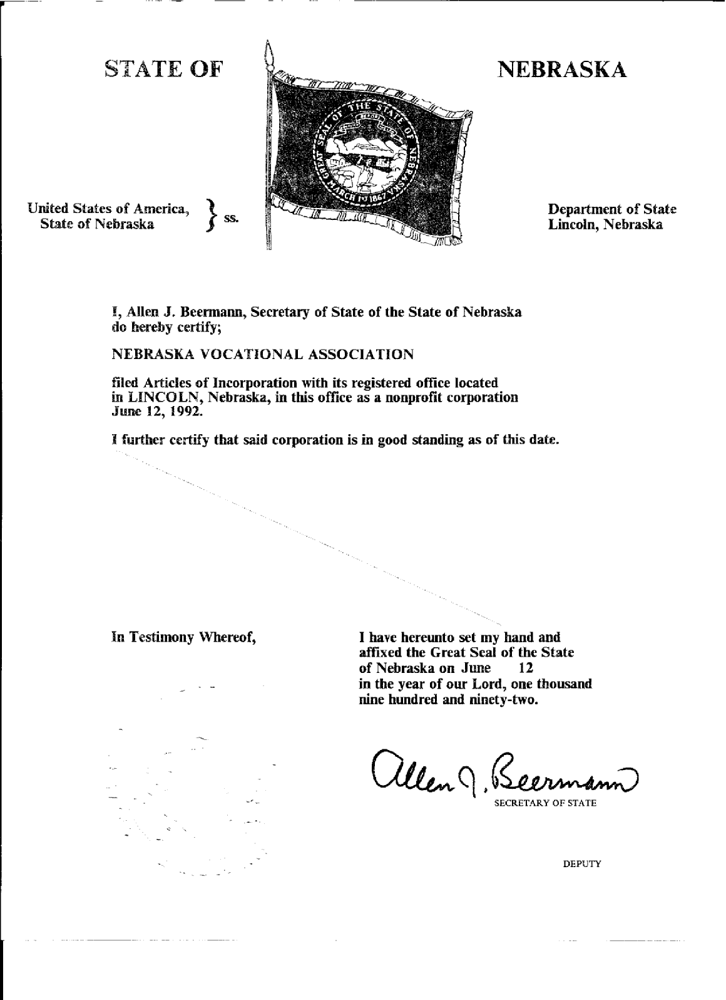 STATE OF NEBRASKA
GREAT SEAL OF THE STATE OF NEBRASKA
MARCH 1ST 1867
United States of America,
State of Nebraska
} ss.
Department of State
Lincoln, Nebraska
I, Allen J. Beermann, Secretary of State of the State of Nebraska
do hereby certify;
NEBRASKA VOCATIONAL ASSOCIATION
filed Articles of Incorporation with its registered office located
in LINCOLN, Nebraska, in this office as a nonprofit corporation
June 12, 1992.
I further certify that said corporation is in good standing as of this date.
In Testimony Whereof,
I have hereunto set my hand and
affixed the Great Seal of the State
of Nebraska on June 12
in the year of our Lord, one thousand
nine hundred and ninety-two.
Allen J. Beermann
SECRETARY OF STATE
DEPUTY